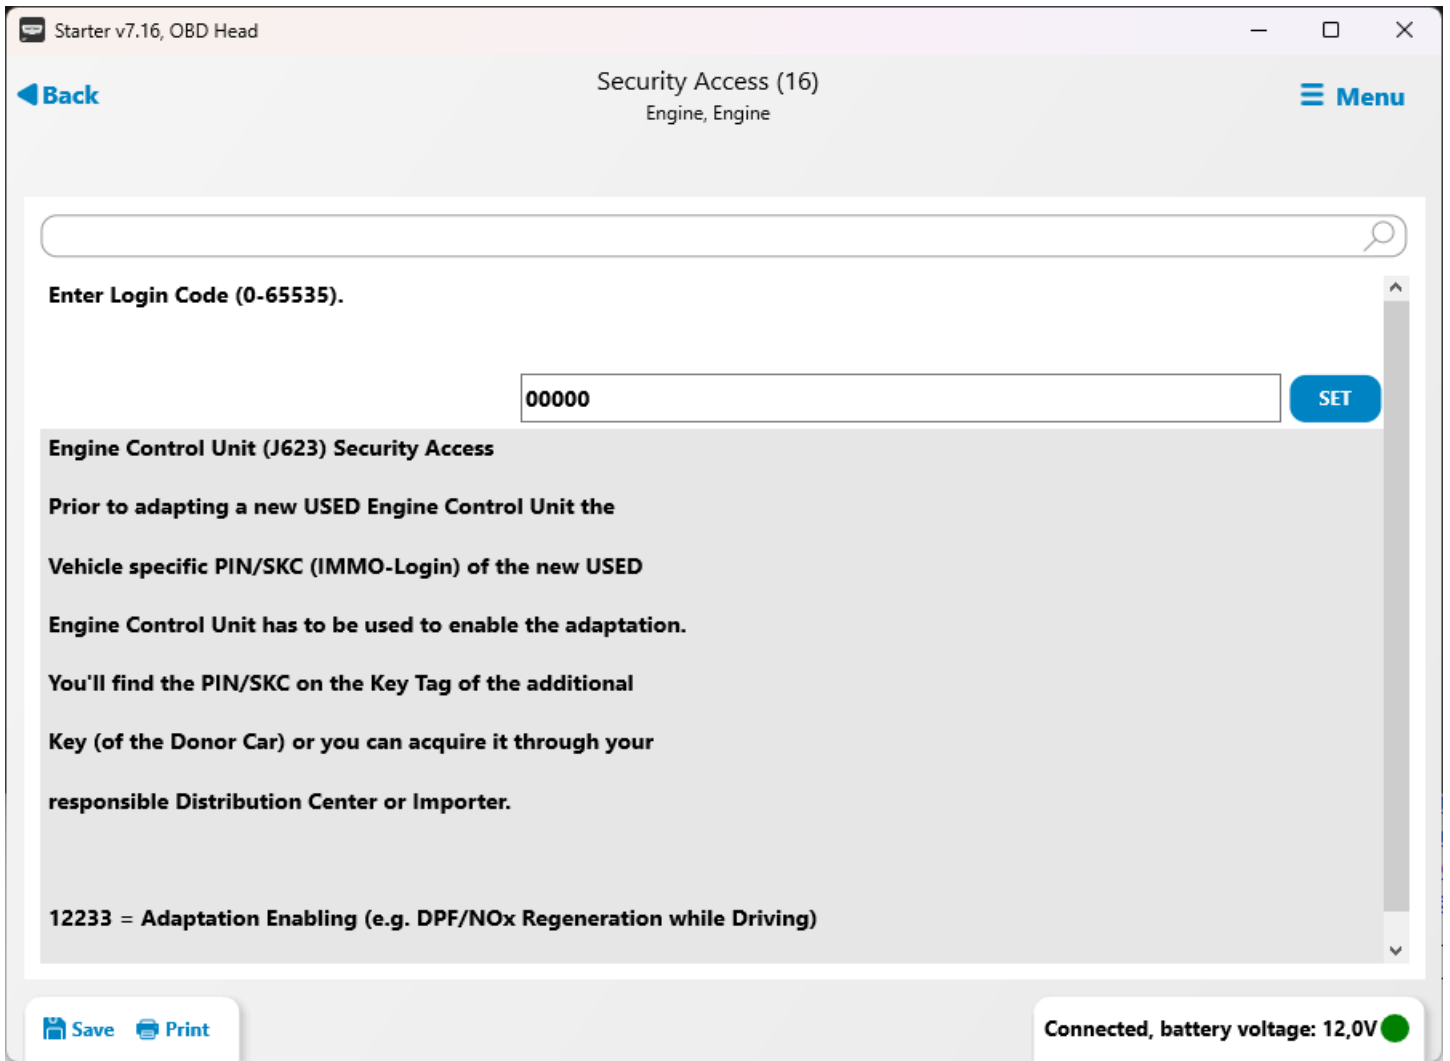 Starter v7.16, OBD Head
Back
Security Access (16)
Engine, Engine
Menu
Enter Login Code (0-65535).
00000
SET
Engine Control Unit (J623) Security Access
Prior to adapting a new USED Engine Control Unit the
Vehicle specific PIN/SKC (IMMO-Login) of the new USED
Engine Control Unit has to be used to enable the adaptation.
You'll find the PIN/SKC on the Key Tag of the additional
Key (of the Donor Car) or you can acquire it through your
responsible Distribution Center or Importer.
12233 = Adaptation Enabling (e.g. DPF/NOx Regeneration while Driving)
Save Print
Connected, battery voltage: 12,0V